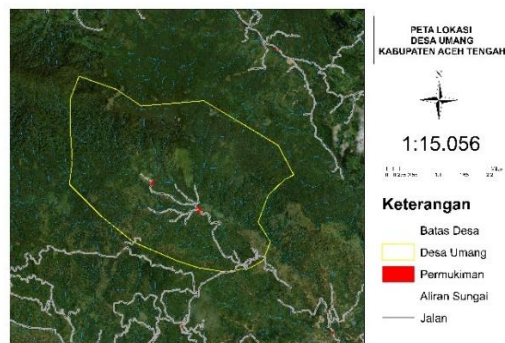 PETA LOKASI
DESA UMANG
KABUPATEN ACEH TENGAH
N
1:15.056
Keterangan
Batas Desa
Desa Umang
Permukiman
Aliran Sungai
Jalan